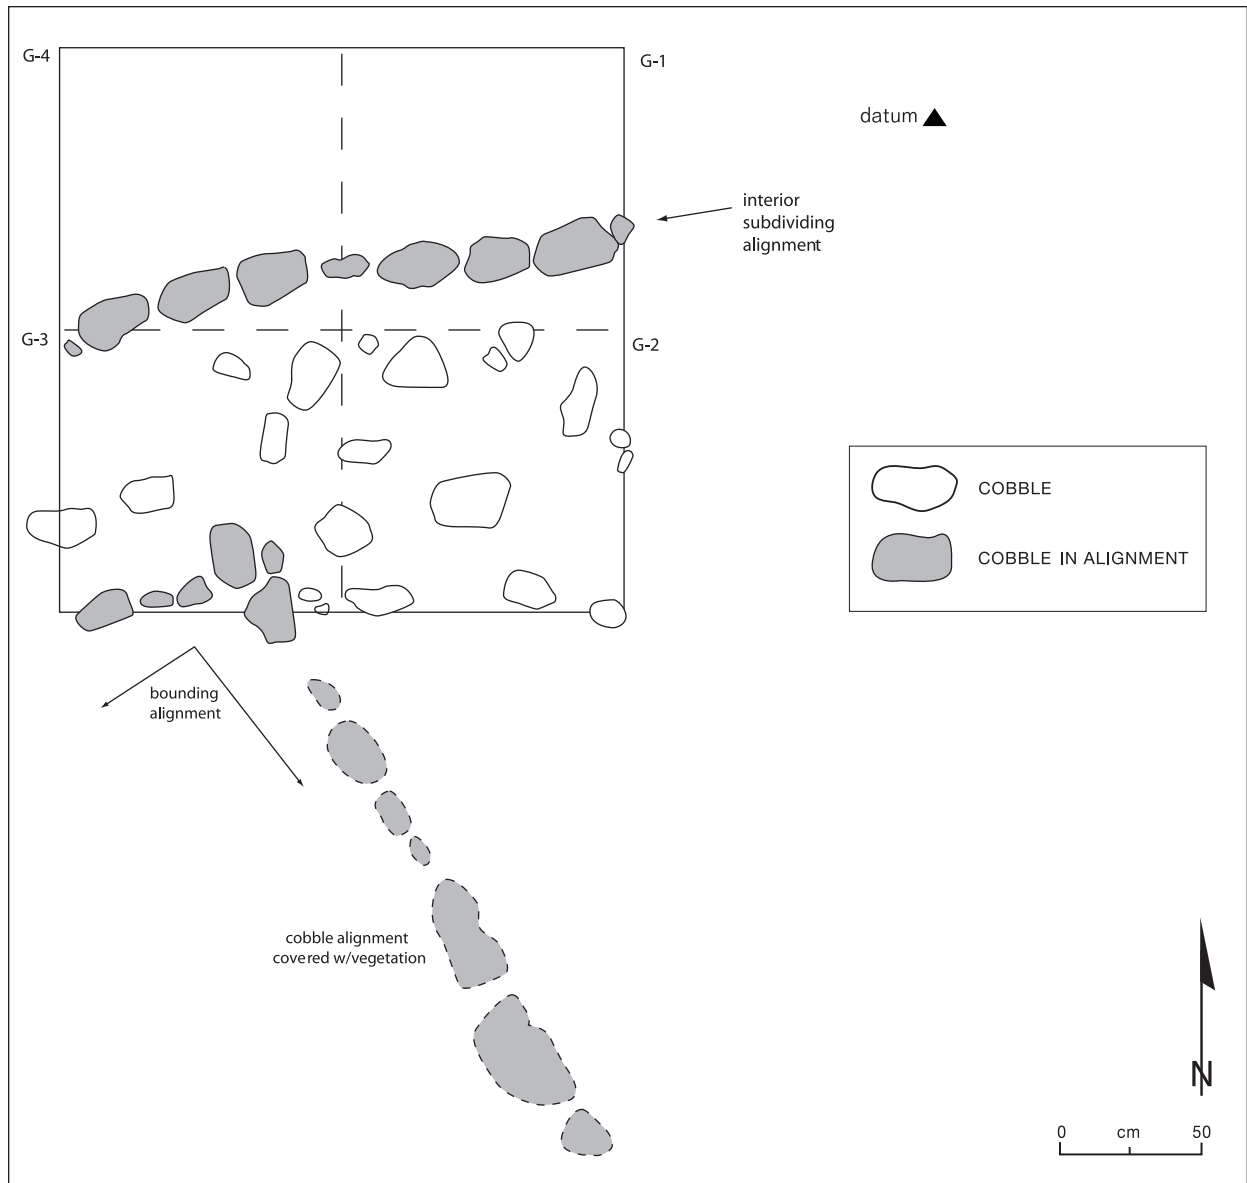 G-4
G-1
datum
interior
subdividing
alignment
G-3
G-2
COBBLE
COBBLE IN ALIGNMENT
bounding
alignment
cobble alignment
covered w/vegetation
N
0 cm 50